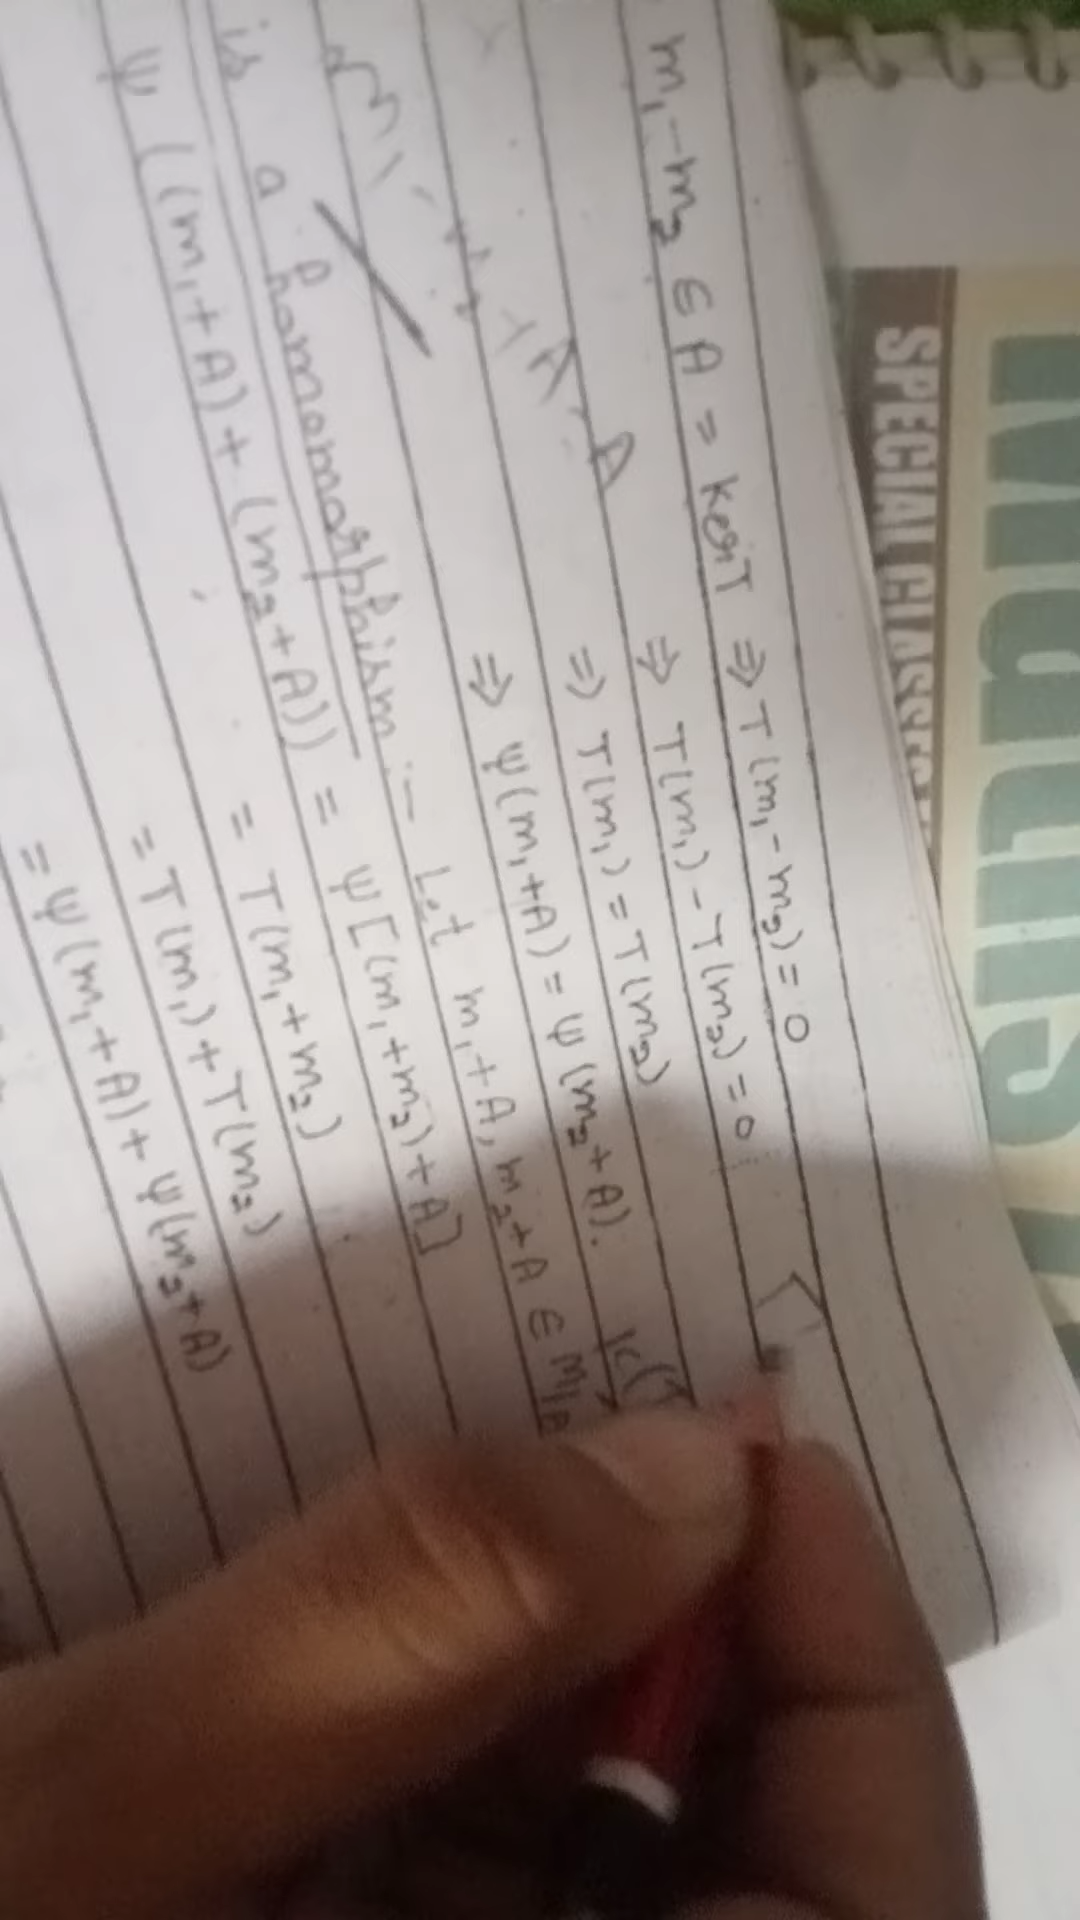 m₁-m₂ ∈ A = KerT ⇒ T(m₁-m₂) = 0
⇒ T(m₁) - T(m₂) = 0
⇒ T(m₁) = T(m₂)
⇒ ψ(m₁+A) = ψ(m₂+A).
is a homomorphism :- Let m₁+A, m₂+A ∈ M/A
ψ((m₁+A)+(m₂+A)) = ψ[(m₁+m₂)+A]
= T(m₁+m₂)
= T(m₁)+T(m₂)
= ψ(m₁+A)+ψ(m₂+A)
SPECIAL